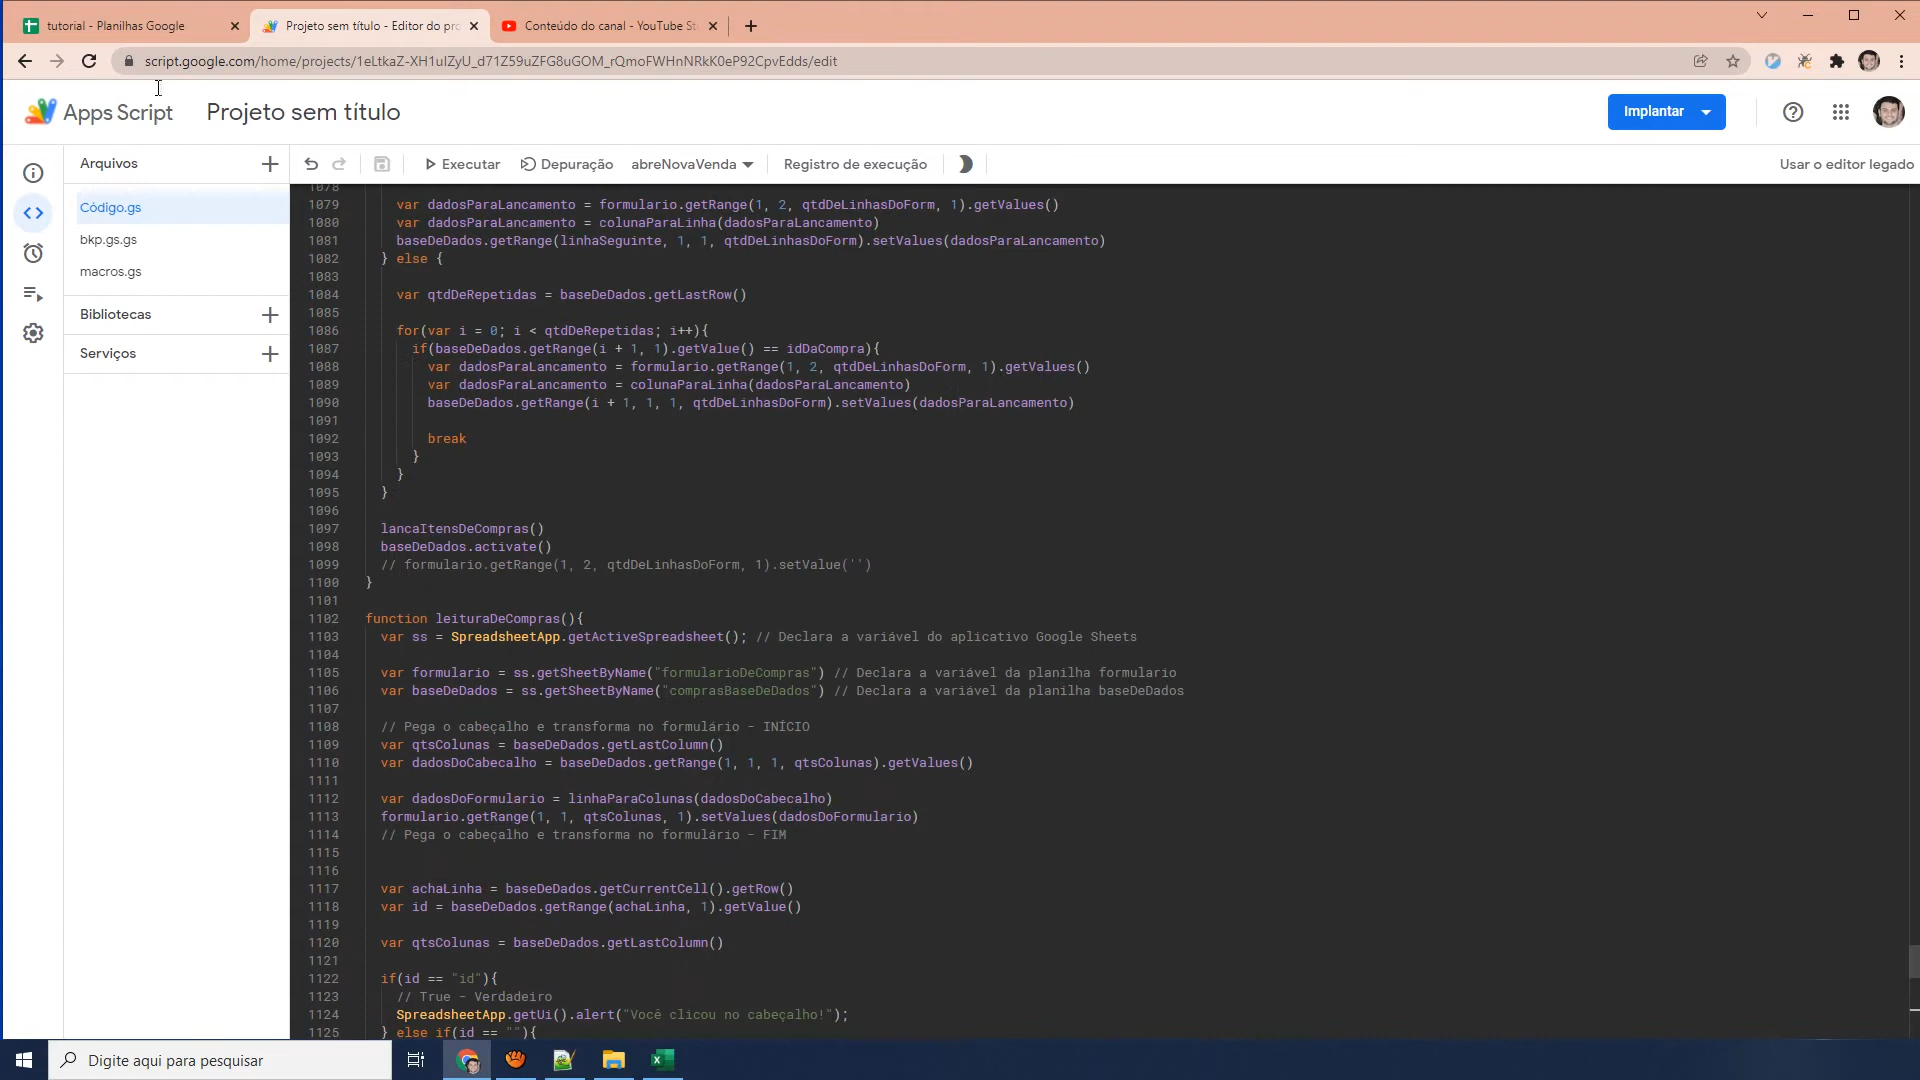 tutorial - Planilhas Google
Projeto sem título - Editor do pro
Conteúdo do canal - YouTube St
script.google.com/home/projects/1eLtkaZ-XH1uIZyU_d71Z59uZFG8uGOM_rQmoFWHnNRkK0eP92CpvEdds/edit
Apps Script
Projeto sem título
Implantar
Arquivos
Executar
Depuração
abreNovaVenda
Registro de execução
Usar o editor legado
Código.gs
bkp.gs.gs
macros.gs
Bibliotecas
Serviços
1078
1079 var dadosParaLancamento = formulario.getRange(1, 2, qtdDeLinhasDoForm, 1).getValues()
1080 var dadosParaLancamento = colunaParaLinha(dadosParaLancamento)
1081 baseDeDados.getRange(linhaSeguinte, 1, 1, qtdDeLinhasDoForm).setValues(dadosParaLancamento)
1082 } else {
1083
1084 var qtdDeRepetidas = baseDeDados.getLastRow()
1085
1086 for(var i = 0; i < qtdDeRepetidas; i++){
1087 if(baseDeDados.getRange(i + 1, 1).getValue() == idDaCompra){
1088 var dadosParaLancamento = formulario.getRange(1, 2, qtdDeLinhasDoForm, 1).getValues()
1089 var dadosParaLancamento = colunaParaLinha(dadosParaLancamento)
1090 baseDeDados.getRange(i + 1, 1, 1, qtdDeLinhasDoForm).setValues(dadosParaLancamento)
1091
1092 break
1093 }
1094 }
1095 }
1096
1097 lancaItensDeCompras()
1098 baseDeDados.activate()
1099 // formulario.getRange(1, 2, qtdDeLinhasDoForm, 1).setValue('')
1100 }
1101
1102 function leituraDeCompras(){
1103 var ss = SpreadsheetApp.getActiveSpreadsheet(); // Declara a variável do aplicativo Google Sheets
1104
1105 var formulario = ss.getSheetByName("formularioDeCompras") // Declara a variável da planilha formulario
1106 var baseDeDados = ss.getSheetByName("comprasBaseDeDados") // Declara a variável da planilha baseDeDados
1107
1108 // Pega o cabeçalho e transforma no formulário - INÍCIO
1109 var qtsColunas = baseDeDados.getLastColumn()
1110 var dadosDoCabecalho = baseDeDados.getRange(1, 1, 1, qtsColunas).getValues()
1111
1112 var dadosDoFormulario = linhaParaColunas(dadosDoCabecalho)
1113 formulario.getRange(1, 1, qtsColunas, 1).setValues(dadosDoFormulario)
1114 // Pega o cabeçalho e transforma no formulário - FIM
1115
1116
1117 var achaLinha = baseDeDados.getCurrentCell().getRow()
1118 var id = baseDeDados.getRange(achaLinha, 1).getValue()
1119
1120 var qtsColunas = baseDeDados.getLastColumn()
1121
1122 if(id == "id"){
1123 // True - Verdadeiro
1124 SpreadsheetApp.getUi().alert("Você clicou no cabeçalho!");
1125 } else if(id == ""){
Digite aqui para pesquisar